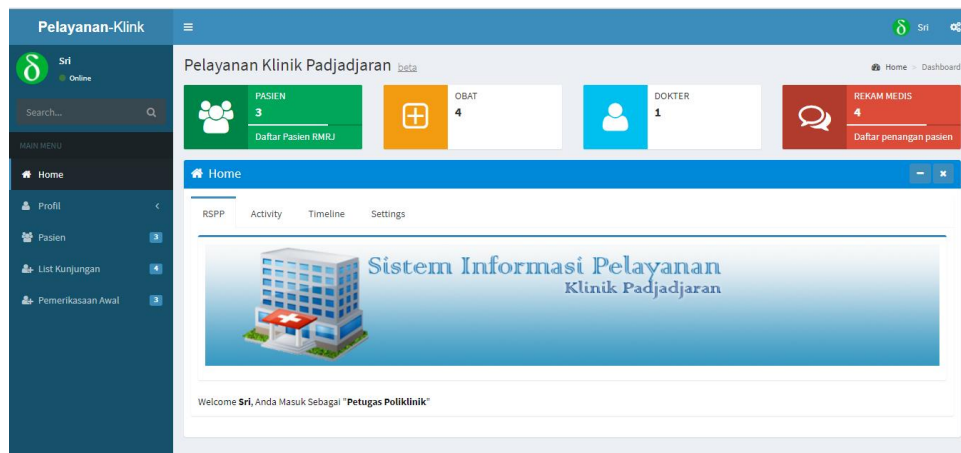 Pelayanan-Klink
Sri
Sri
Online
Search...
MAIN MENU
Home
Profil
Pasien 3
List Kunjungan 4
Pemerikasaan Awal 3
Pelayanan Klinik Padjadjaran beta
Home > Dashboard
PASIEN
3
Daftar Pasien RMRJ
OBAT
4
DOKTER
1
REKAM MEDIS
4
Daftar penangan pasien
Home
RSPP Activity Timeline Settings
Sistem Informasi Pelayanan
Klinik Padjadjaran
Welcome Sri, Anda Masuk Sebagai "Petugas Poliklinik"